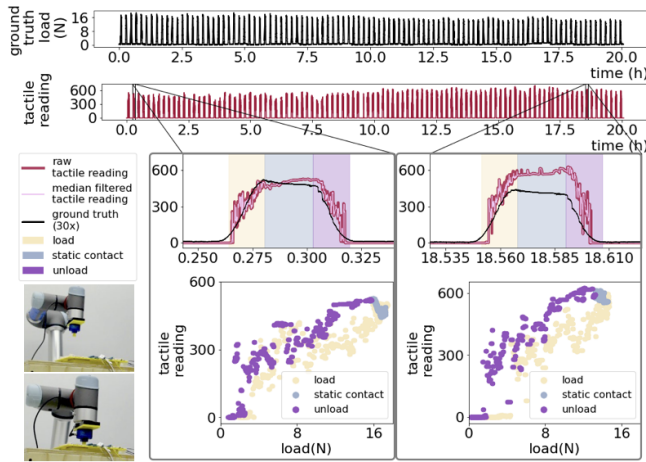 ground truth load (N)
16
8
0
0.0 2.5 5.0 7.5 10.0 12.5 15.0 17.5 20.0
time (h)
tactile reading
600
300
0
0.0 2.5 5.0 7.5 10.0 12.5 15.0 17.5 20.0
time (h)
raw
tactile reading
median filtered
tactile reading
ground truth
(30x)
load
static contact
unload
600
300
0
0.250 0.275 0.300 0.325
600
300
0
18.535 18.560 18.585 18.610
tactile reading
600
300
0
load
static contact
unload
0 8 16
load(N)
tactile reading
600
300
0
load
static contact
unload
0 8 16
load(N)